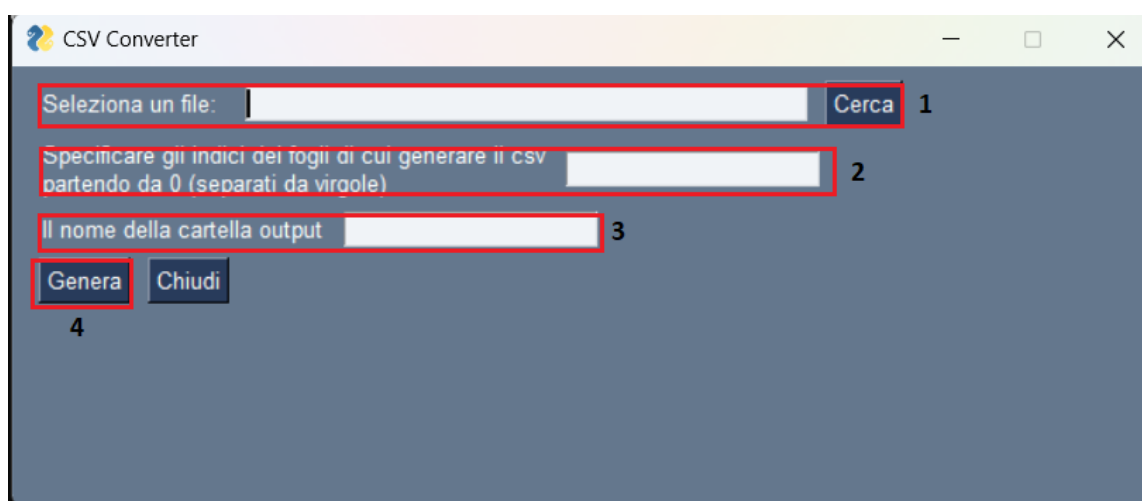 CSV Converter
Seleziona un file: Cerca 1
Specificare gli indici dei fogli di cui generare il csv
partendo da 0 (separati da virgole) 2
Il nome della cartella output 3
Genera Chiudi
4